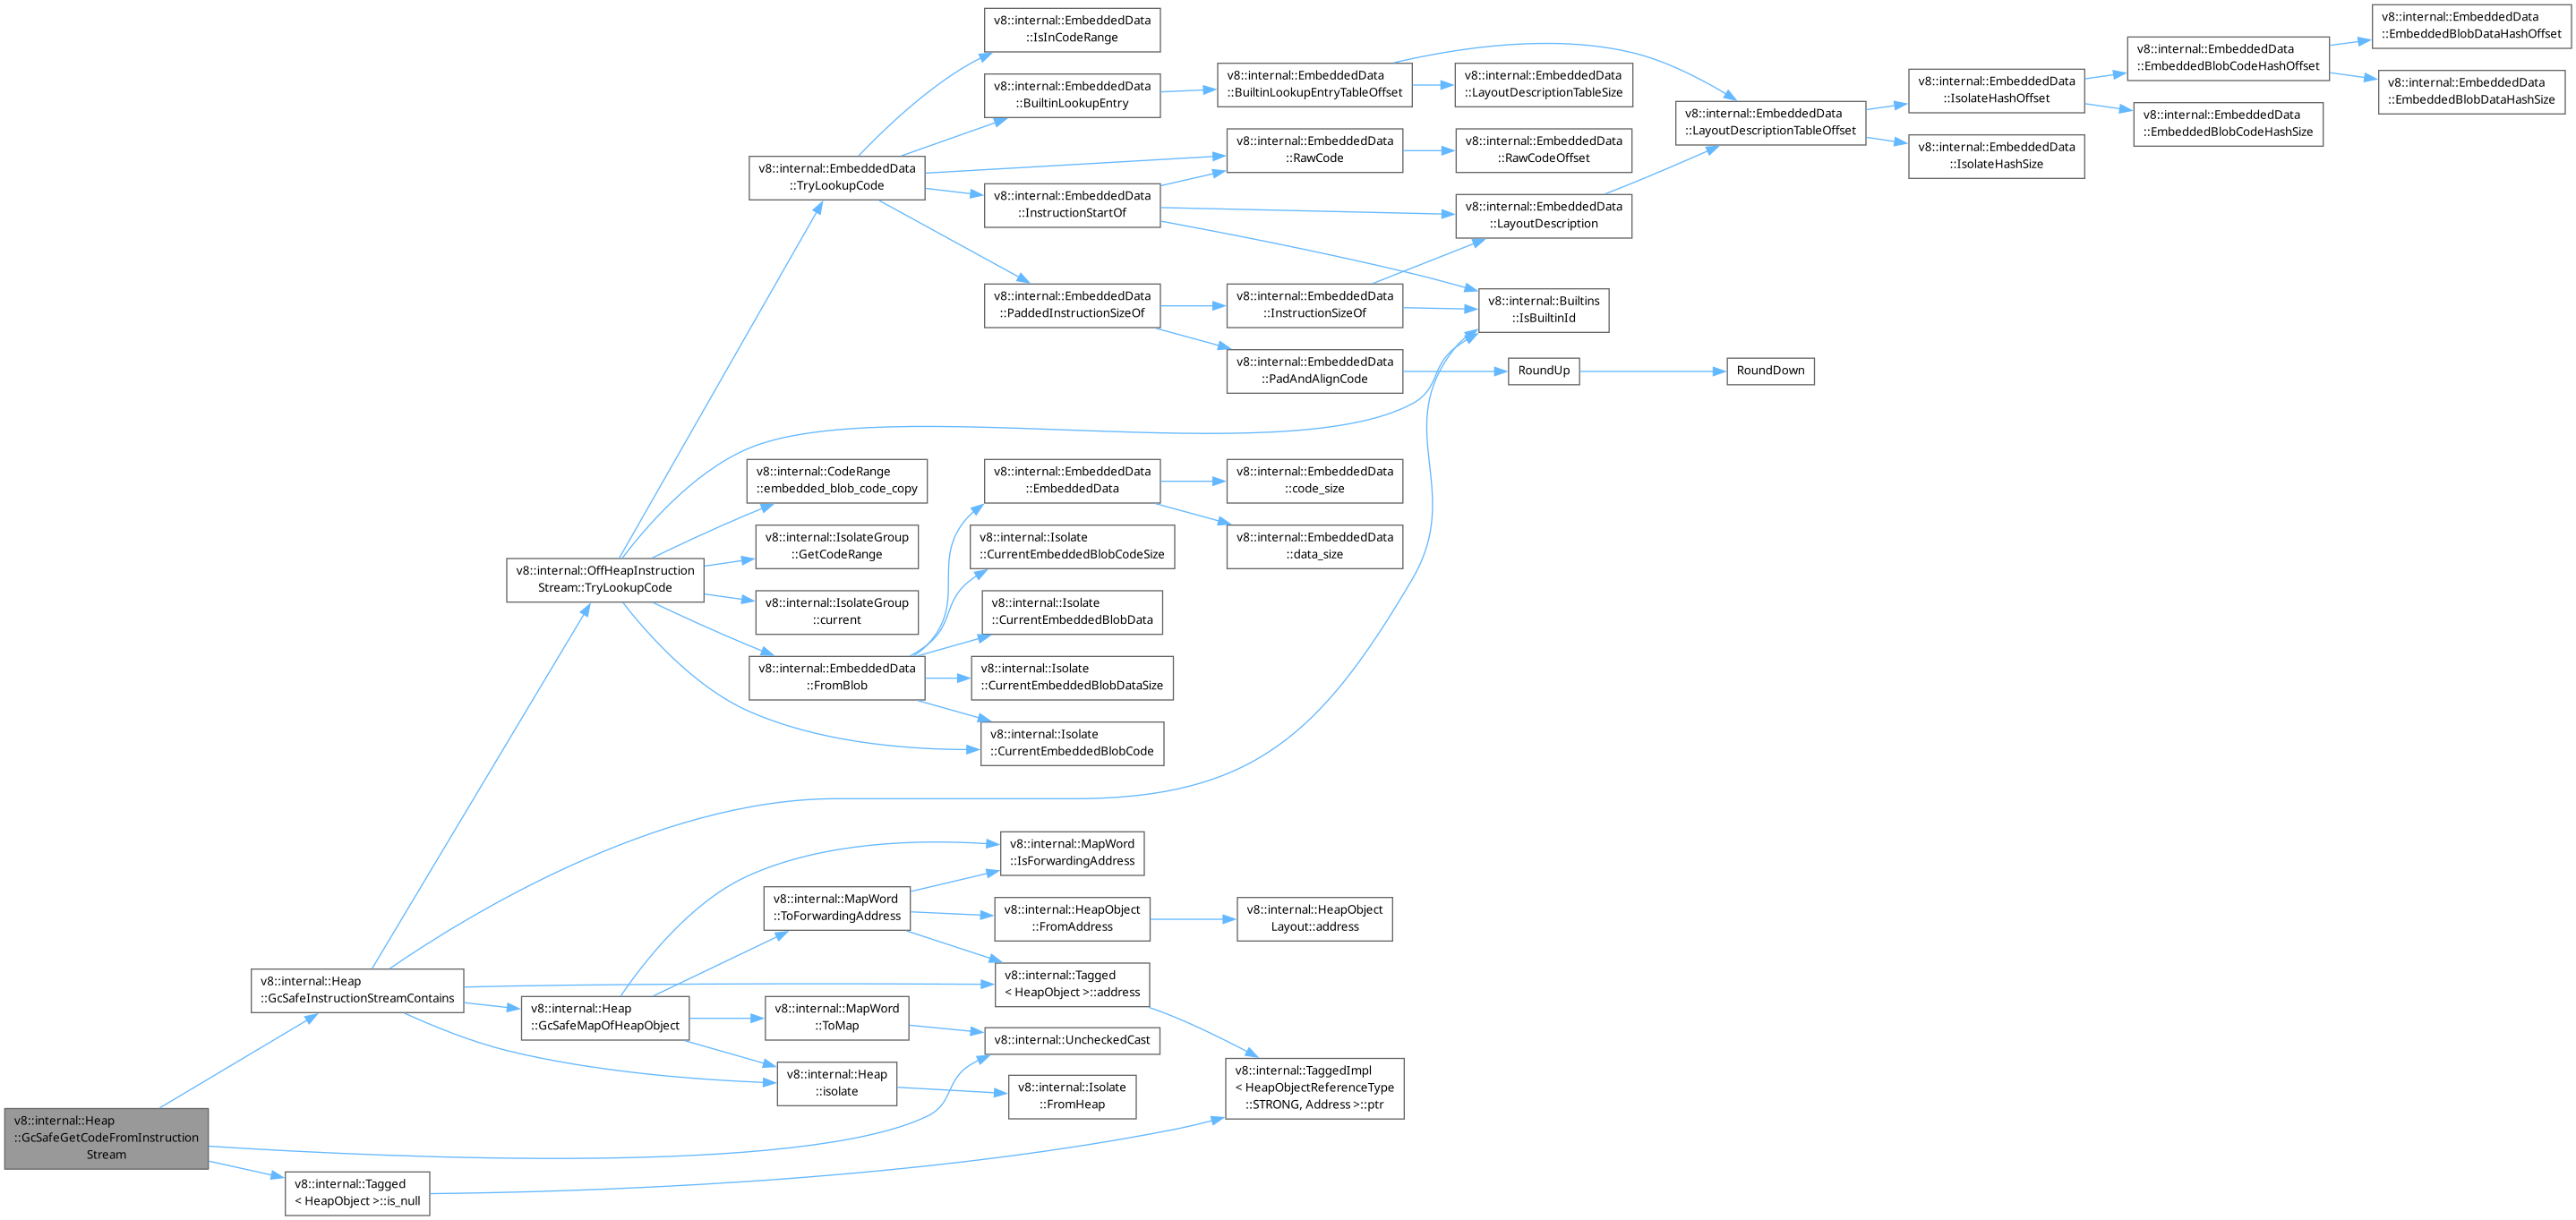 v8::internal::Heap
::GcSafeGetCodeFromInstruction
Stream
v8::internal::Heap
::GcSafeInstructionStreamContains
v8::internal::Tagged
< HeapObject >::is_null
v8::internal::OffHeapInstruction
Stream::TryLookupCode
v8::internal::Heap
::GcSafeMapOfHeapObject
v8::internal::EmbeddedData
::TryLookupCode
v8::internal::CodeRange
::embedded_blob_code_copy
v8::internal::IsolateGroup
::GetCodeRange
v8::internal::IsolateGroup
::current
v8::internal::EmbeddedData
::FromBlob
v8::internal::MapWord
::ToForwardingAddress
v8::internal::MapWord
::ToMap
v8::internal::Heap
::isolate
v8::internal::EmbeddedData
::IsInCodeRange
v8::internal::EmbeddedData
::BuiltinLookupEntry
v8::internal::EmbeddedData
::InstructionStartOf
v8::internal::EmbeddedData
::PaddedInstructionSizeOf
v8::internal::EmbeddedData
::EmbeddedData
v8::internal::Isolate
::CurrentEmbeddedBlobCodeSize
v8::internal::Isolate
::CurrentEmbeddedBlobData
v8::internal::Isolate
::CurrentEmbeddedBlobDataSize
v8::internal::Isolate
::CurrentEmbeddedBlobCode
v8::internal::MapWord
::IsForwardingAddress
v8::internal::HeapObject
::FromAddress
v8::internal::Tagged
< HeapObject >::address
v8::internal::UncheckedCast
v8::internal::Isolate
::FromHeap
v8::internal::EmbeddedData
::BuiltinLookupEntryTableOffset
v8::internal::EmbeddedData
::RawCode
v8::internal::EmbeddedData
::InstructionSizeOf
v8::internal::EmbeddedData
::PadAndAlignCode
v8::internal::EmbeddedData
::code_size
v8::internal::EmbeddedData
::data_size
v8::internal::HeapObject
Layout::address
v8::internal::TaggedImpl
< HeapObjectReferenceType
::STRONG, Address >::ptr
v8::internal::EmbeddedData
::LayoutDescriptionTableSize
v8::internal::EmbeddedData
::RawCodeOffset
v8::internal::EmbeddedData
::LayoutDescription
v8::internal::Builtins
::IsBuiltinId
RoundUp
v8::internal::EmbeddedData
::LayoutDescriptionTableOffset
RoundDown
v8::internal::EmbeddedData
::IsolateHashOffset
v8::internal::EmbeddedData
::IsolateHashSize
v8::internal::EmbeddedData
::EmbeddedBlobCodeHashOffset
v8::internal::EmbeddedData
::EmbeddedBlobCodeHashSize
v8::internal::EmbeddedData
::EmbeddedBlobDataHashOffset
v8::internal::EmbeddedData
::EmbeddedBlobDataHashSize